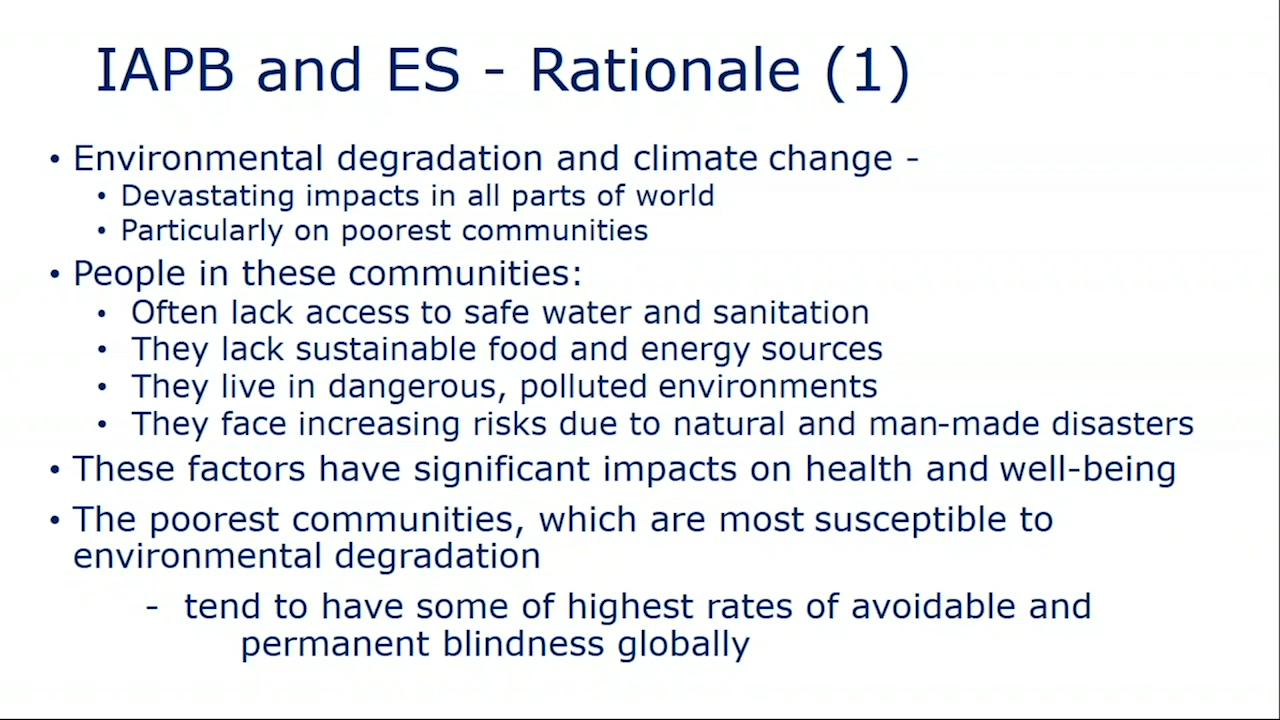 IAPB and ES - Rationale (1)
• Environmental degradation and climate change -
• Devastating impacts in all parts of world
• Particularly on poorest communities
• People in these communities:
• Often lack access to safe water and sanitation
• They lack sustainable food and energy sources
• They live in dangerous, polluted environments
• They face increasing risks due to natural and man-made disasters
• These factors have significant impacts on health and well-being
• The poorest communities, which are most susceptible to
environmental degradation
- tend to have some of highest rates of avoidable and
permanent blindness globally